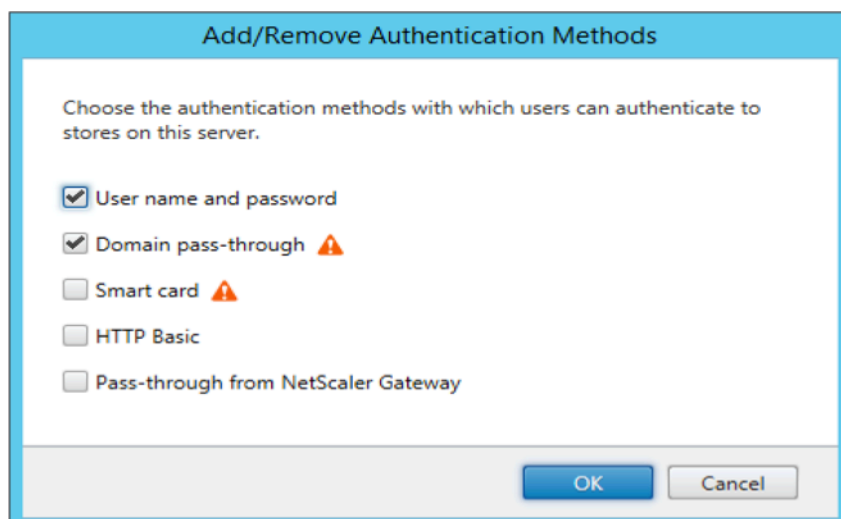 Add/Remove Authentication Methods
Choose the authentication methods with which users can authenticate to
stores on this server.
User name and password
Domain pass-through
Smart card
HTTP Basic
Pass-through from NetScaler Gateway
OK
Cancel